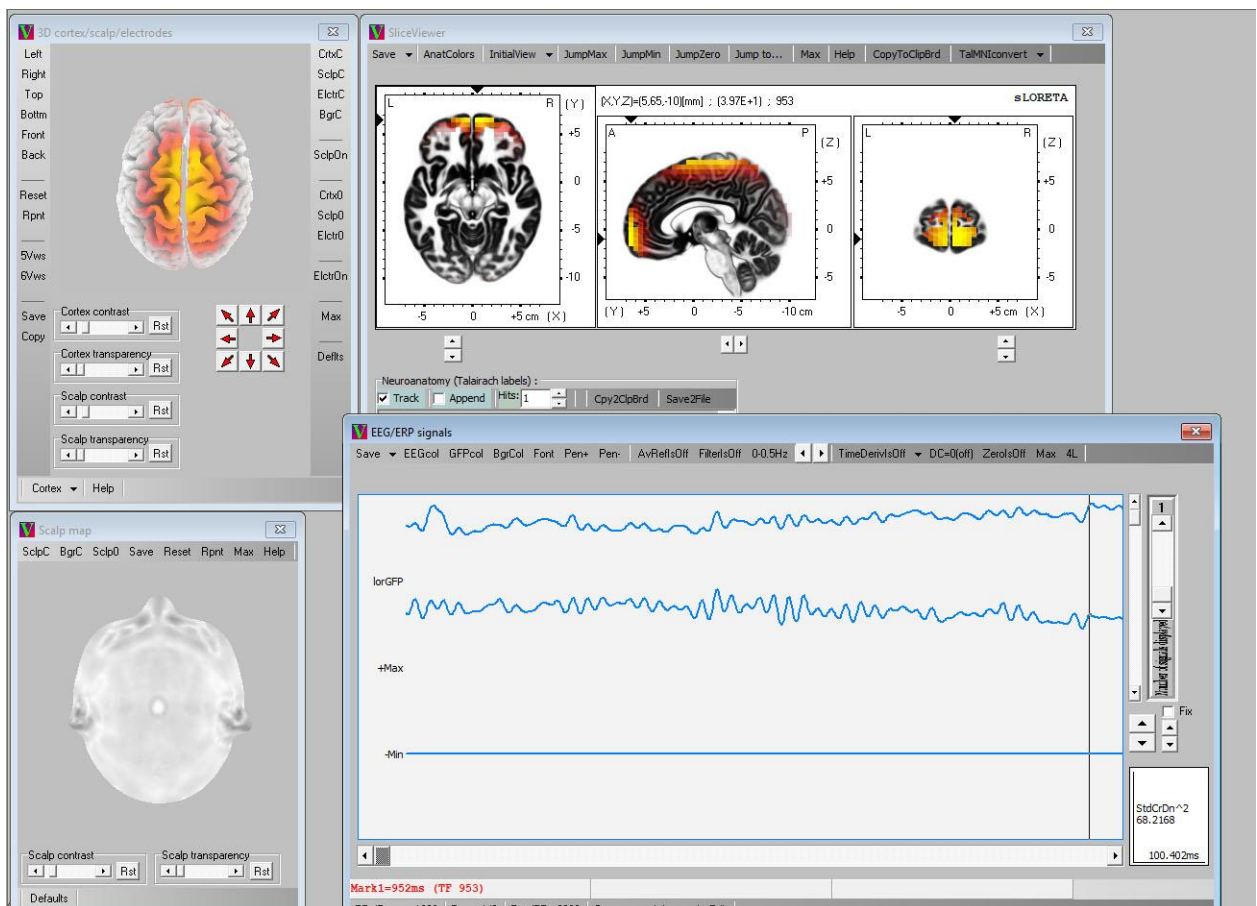 3D cortex/scalp/electrodes
Left
Right
Top
Bottm
Front
Back
Reset
Rpnt
5Vws
6Vws
Save
Copy
CrtxC
SclpC
ElctrC
BgrC
SclpOn
Crtx0
Sclp0
Elctr0
ElctrOn
Max
Deflts
Cortex contrast
Rst
Cortex transparency
Rst
Scalp contrast
Rst
Scalp transparency
Rst
Cortex Help
SliceViewer
Save AnatColors InitialView JumpMax JumpMin JumpZero Jump to... Max Help CopyToClipBrd TalMNIconvert
(X,Y,Z)=(5,65,-10)[mm] ; (3.97E+1) ; 953 sLORETA
L R (Y)
+5
0
-5
-10
-5 0 +5 cm (X)
A P (Z)
+5
0
-5
(Y) +5 0 -5 -10 cm
L R (Z)
+5
0
-5
-5 0 +5 cm (X)
Neuroanatomy (Talairach labels) :
Track Append Hits: 1 Cpy2ClpBrd Save2File
Scalp map
SclpC BgrC Sclp0 Save Reset Rpnt Max Help
Scalp contrast
Rst
Scalp transparency
Rst
Defaults
EEG/ERP signals
Save EEGcol GFPcol BgrCol Font Pen+ Pen- AvRefIsOff FilterIsOff 0-0.5Hz TimeDerivIsOff DC=0(off) ZeroIsOff Max 4L
lorGFP
+Max
-Min
1
Number of signals displayed
Fix
StdCrDn^2
68.2168
100.402ms
Mark1=952ms (TF 953)